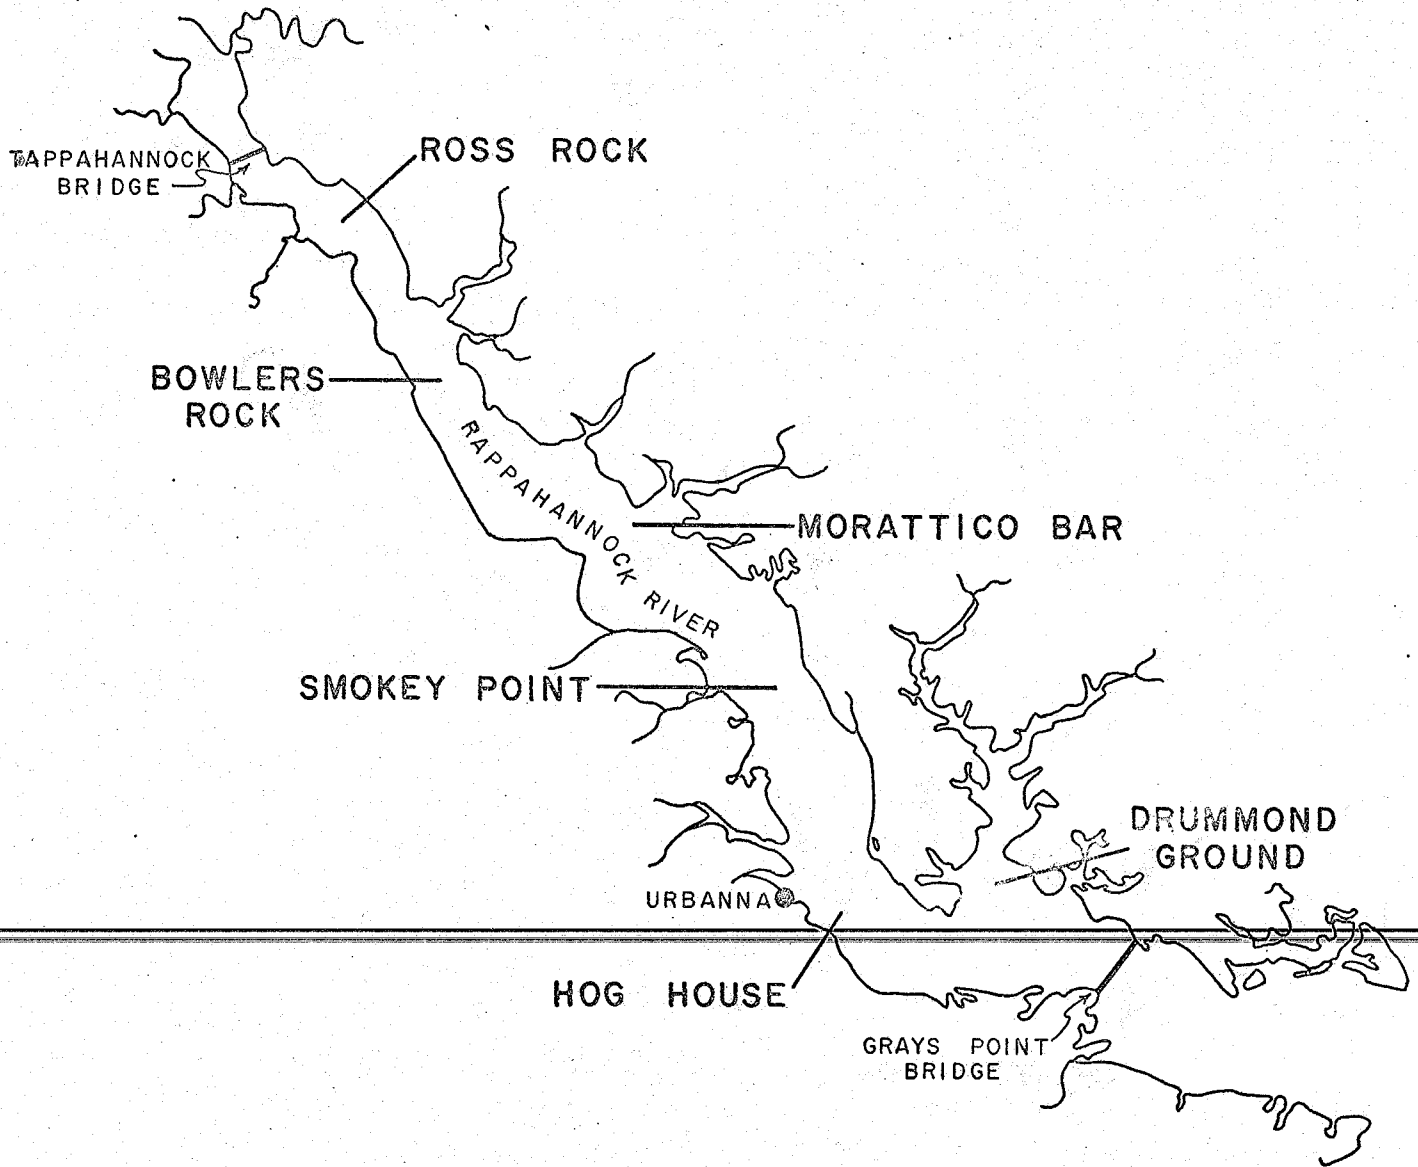 ROSS ROCK
TAPPAHANNOCK
BRIDGE
BOWLERS
ROCK
RAPPAHANNOCK RIVER
MORATTICO BAR
SMOKEY POINT
DRUMMOND
GROUND
URBANNA
HOG HOUSE
GRAYS POINT
BRIDGE